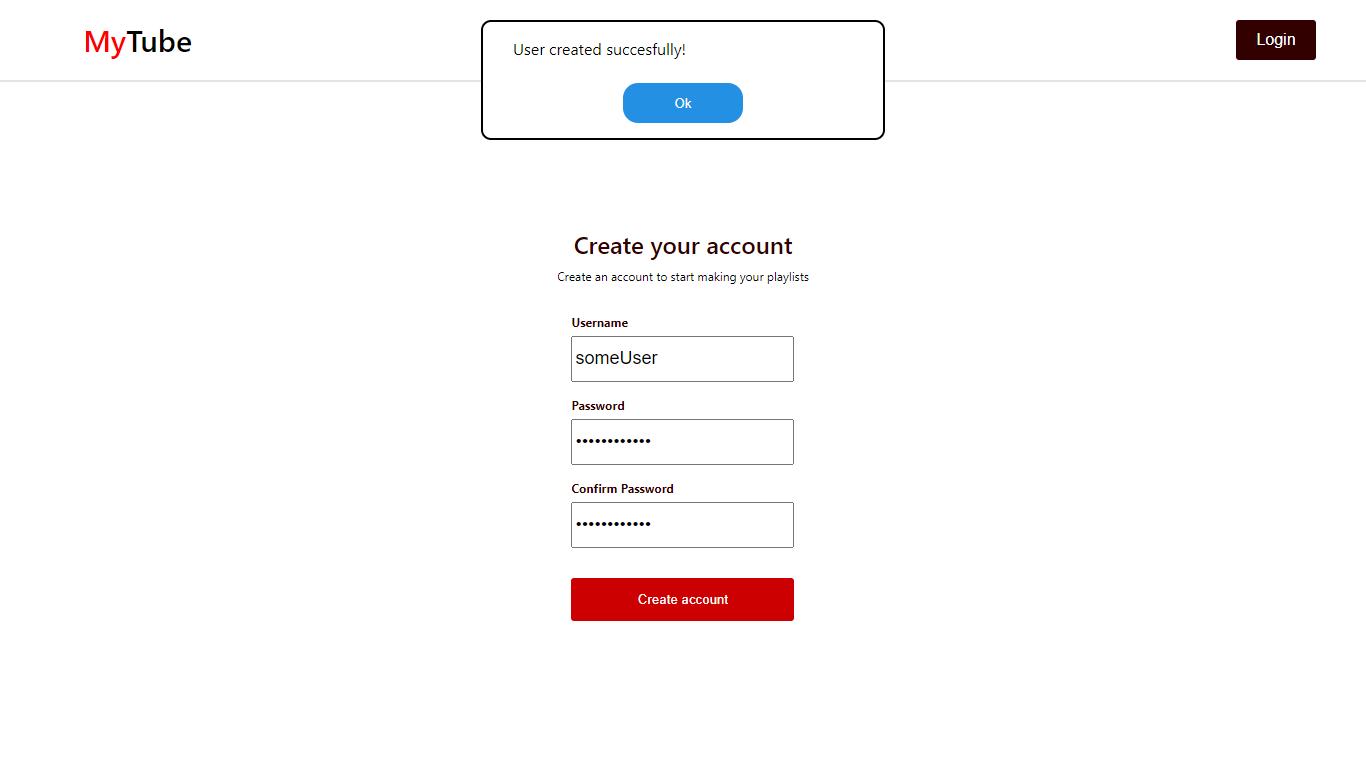 MyTube
User created succesfully!
Ok
Login
Create your account
Create an account to start making your playlists
Username
someUser
Password
••••••••••••
Confirm Password
••••••••••••
Create account